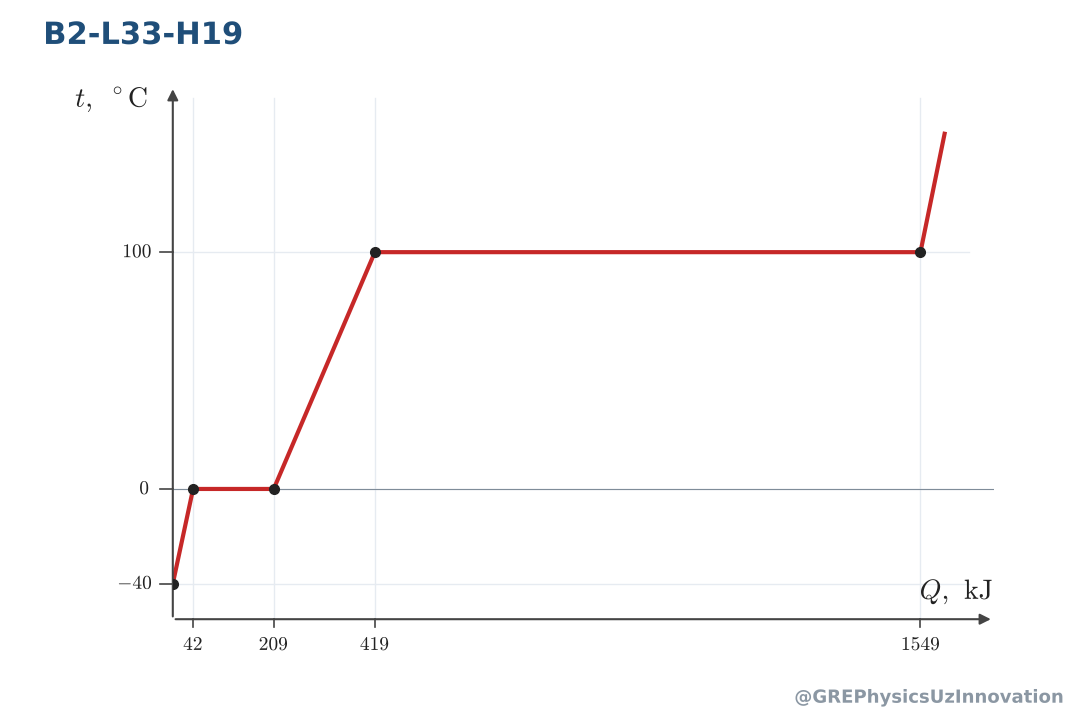 B2-L33-H19
t, °C
100
0
−40
Q, kJ
42 209 419 1549
@GREPhysicsUzInnovation